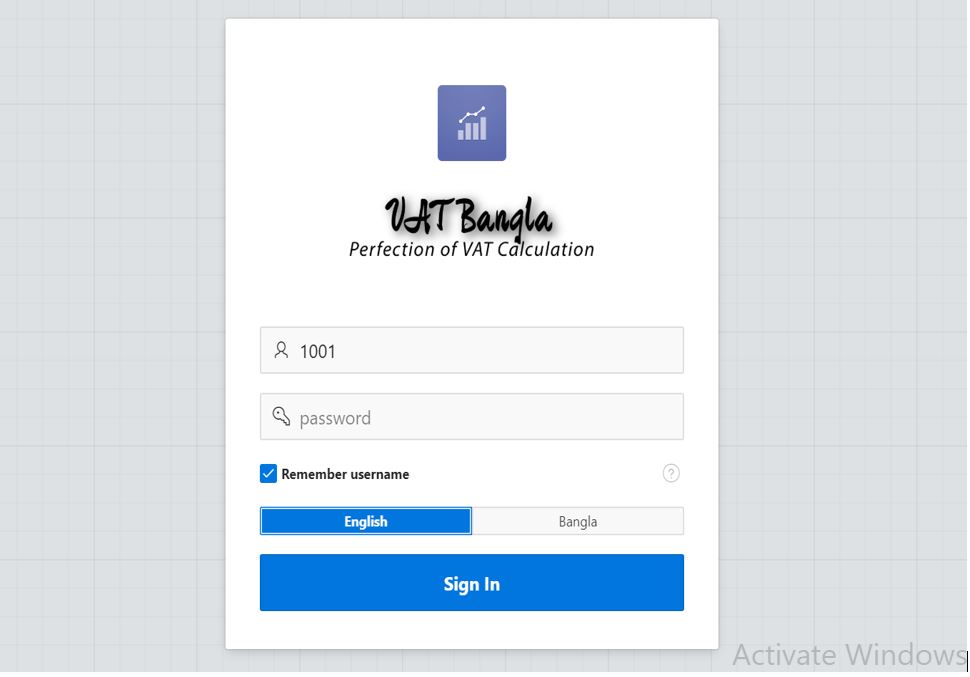 VAT Bangla
Perfection of VAT Calculation
1001
password
Remember username
?
English
Bangla
Sign In
Activate Windows